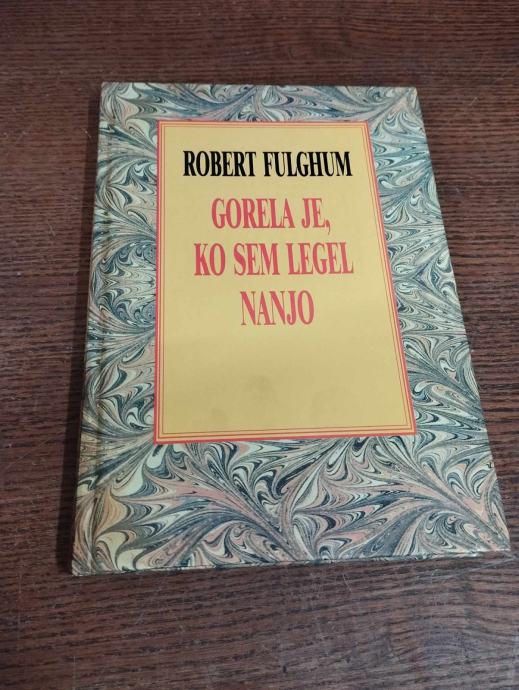 ROBERT FULGHUM
GORELA JE,
KO SEM LEGEL
NANJO